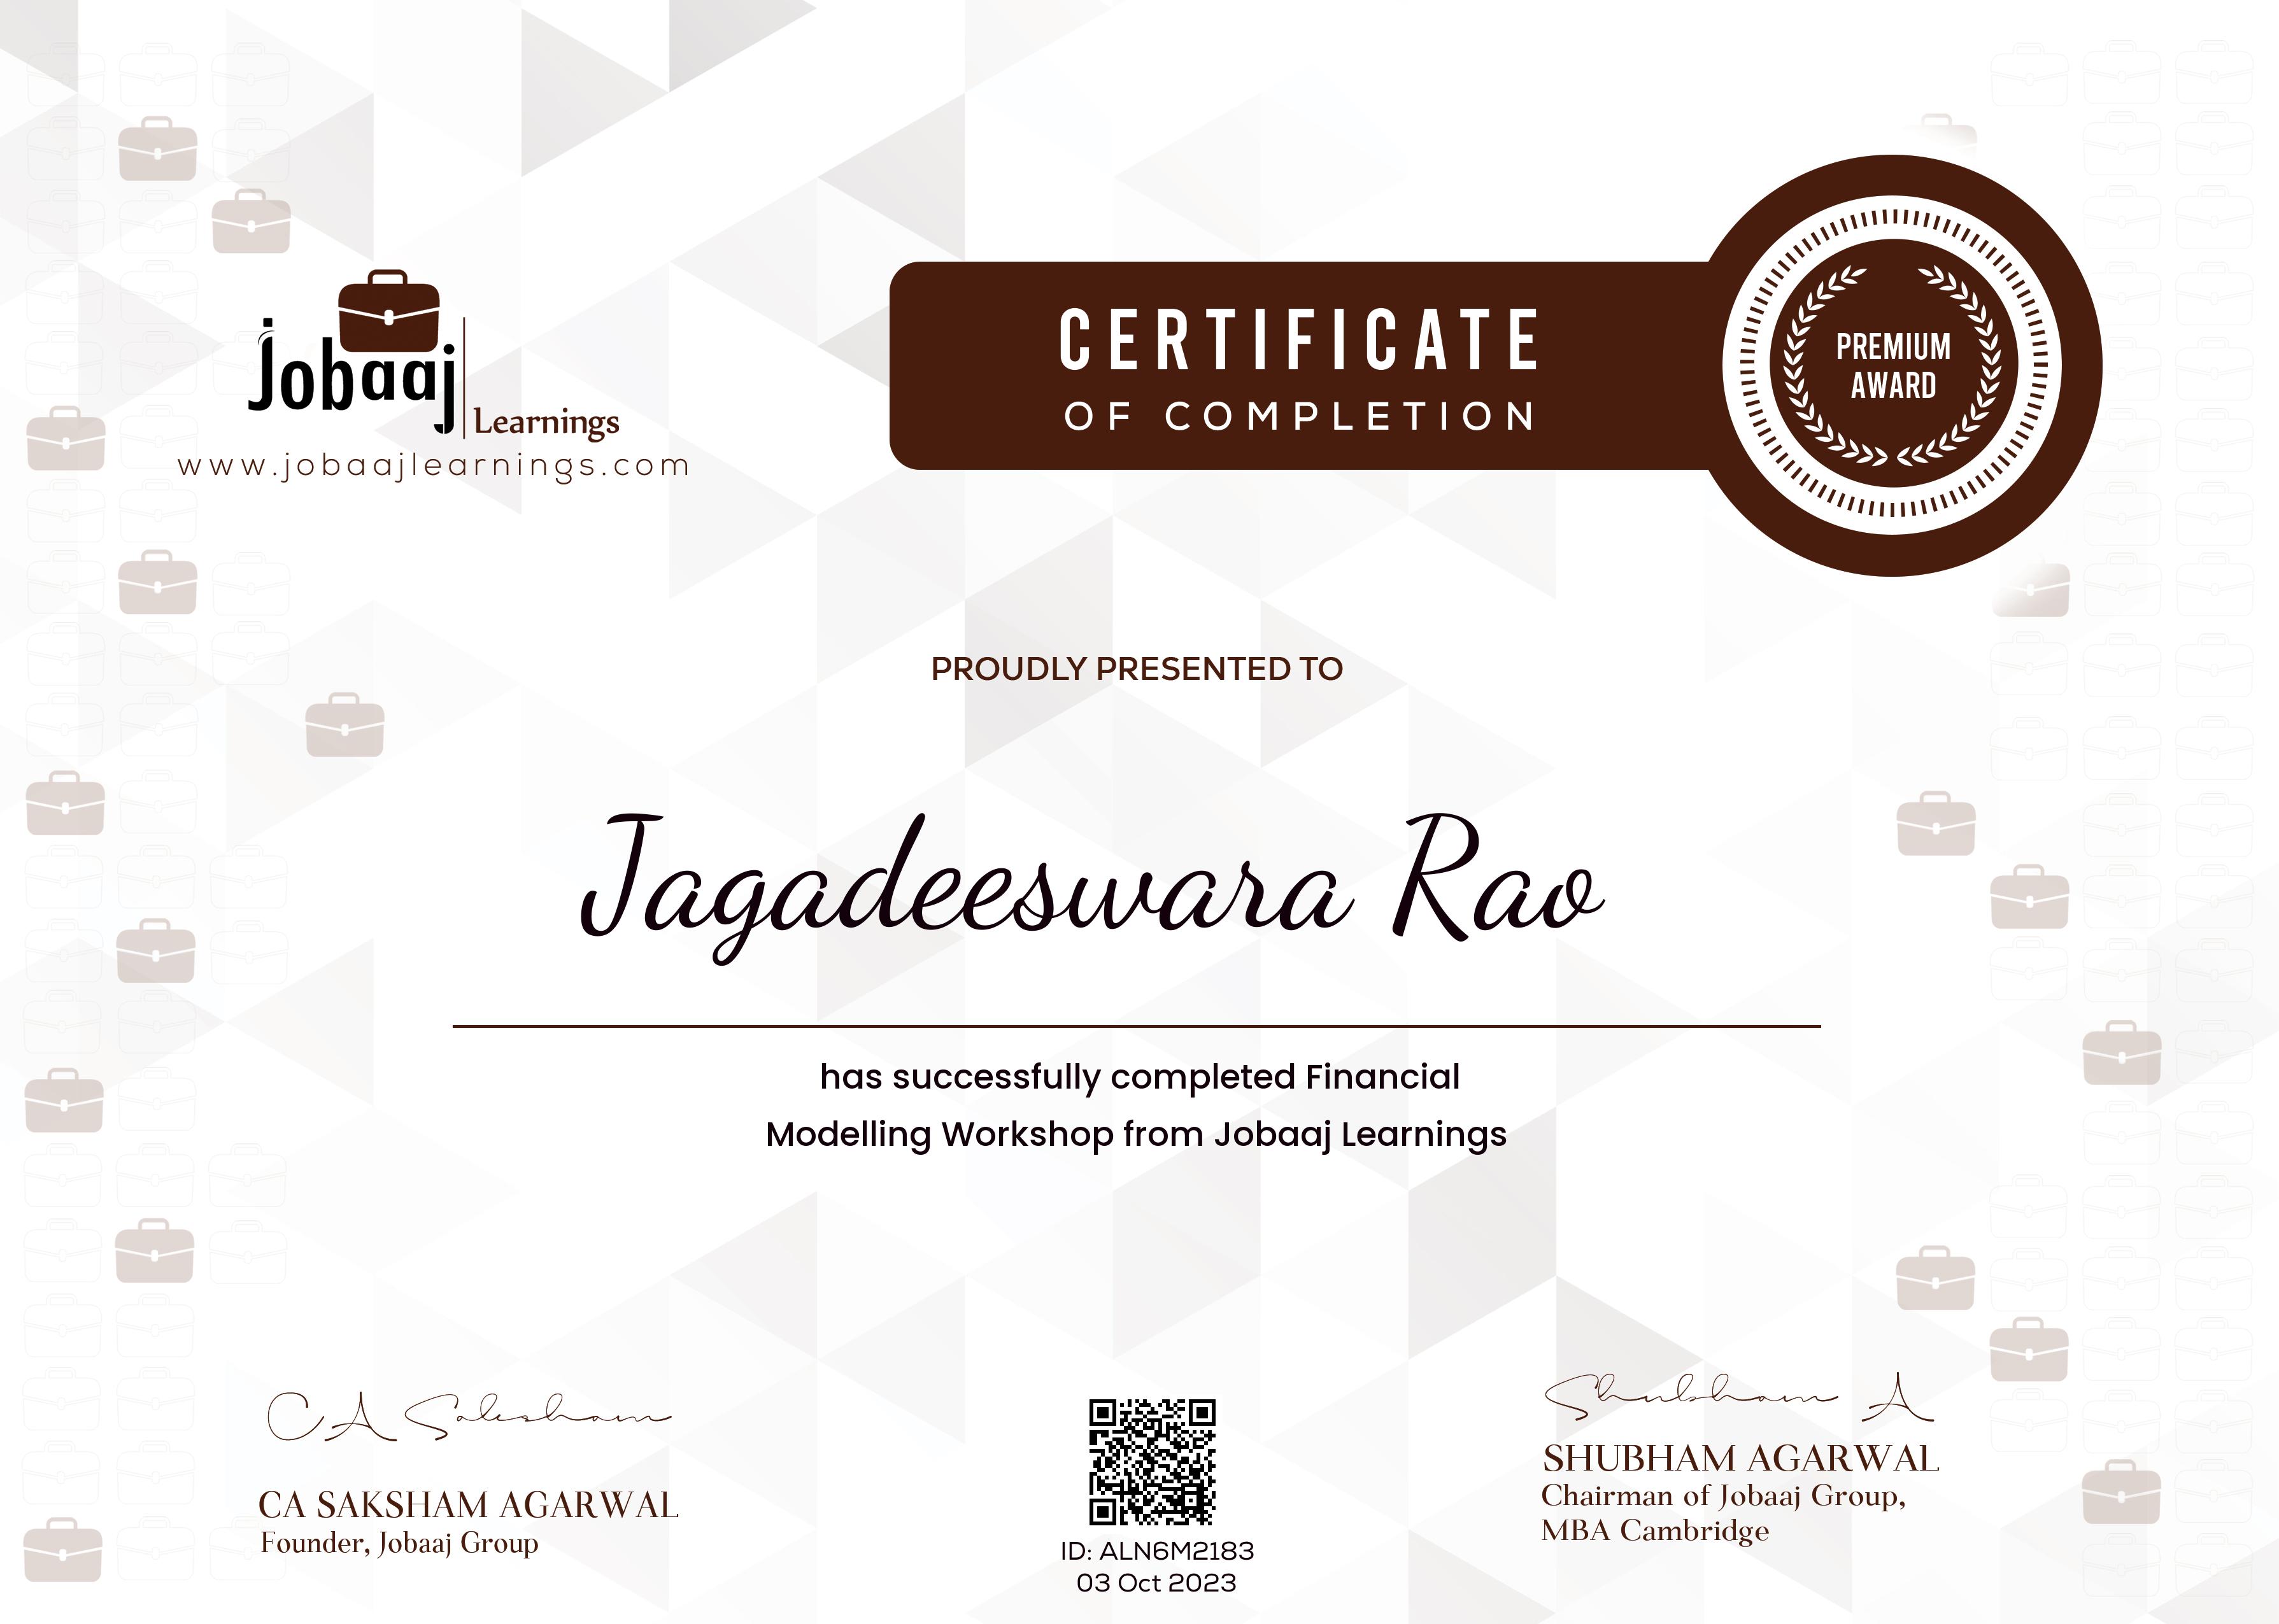 Jobaaj
Learnings
www.jobaajlearnings.com
CERTIFICATE
OF COMPLETION
PREMIUM
AWARD
PROUDLY PRESENTED TO
Jagadeeswara Rao
has successfully completed Financial
Modelling Workshop from Jobaaj Learnings
CA Saksham
CA SAKSHAM AGARWAL
Founder, Jobaaj Group
ID: ALN6M2183
03 Oct 2023
Shubham A
SHUBHAM AGARWAL
Chairman of Jobaaj Group,
MBA Cambridge